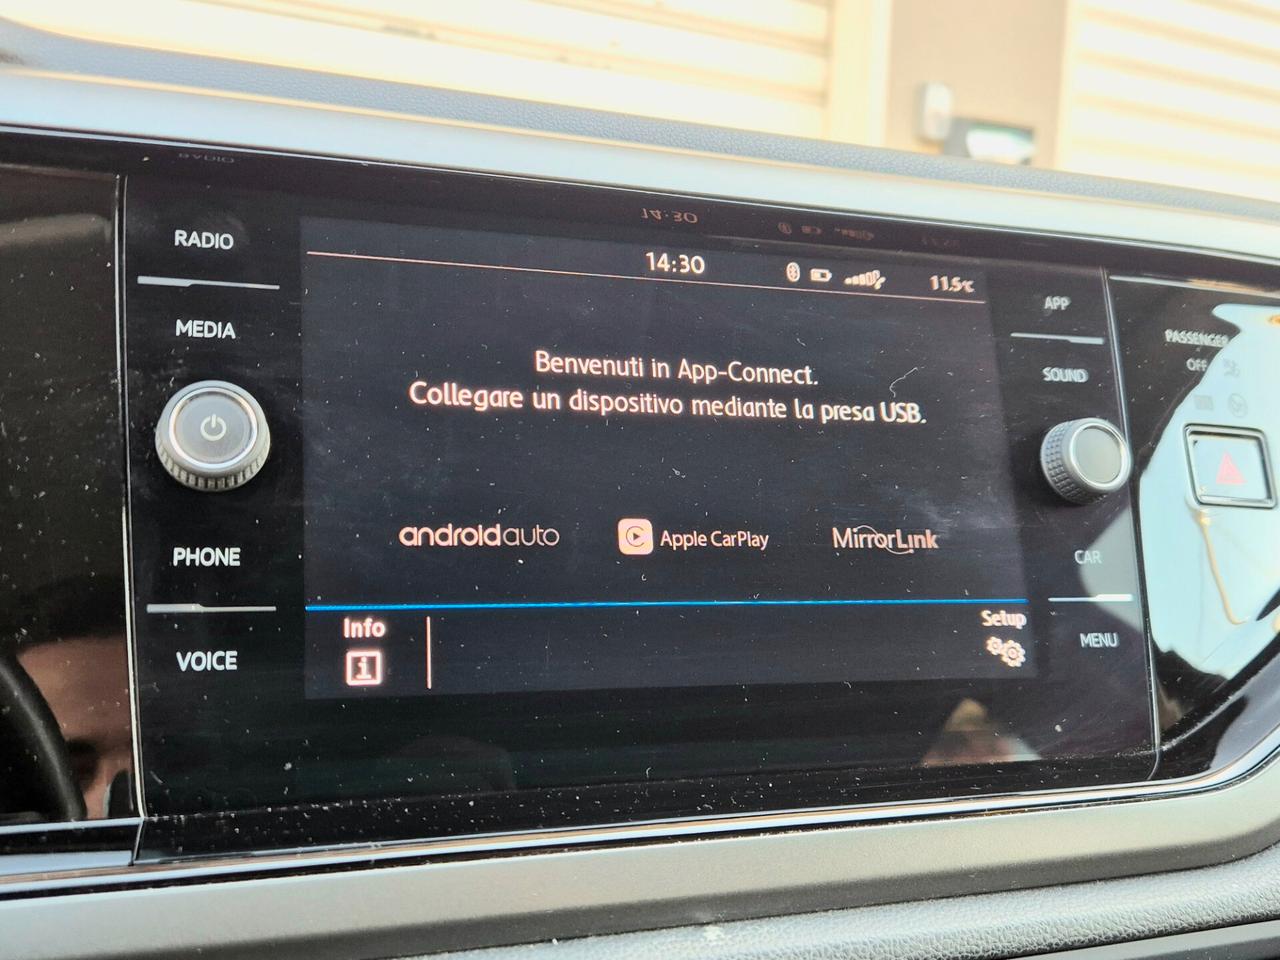 RADIO
MEDIA
PHONE
VOICE
14:30
11.5°C
Benvenuti in App-Connect.
Collegare un dispositivo mediante la presa USB.
androidauto
Apple CarPlay
MirrorLink
Info
i
Setup
APP
SOUND
CAR
MENU
PASSENGER
OFF